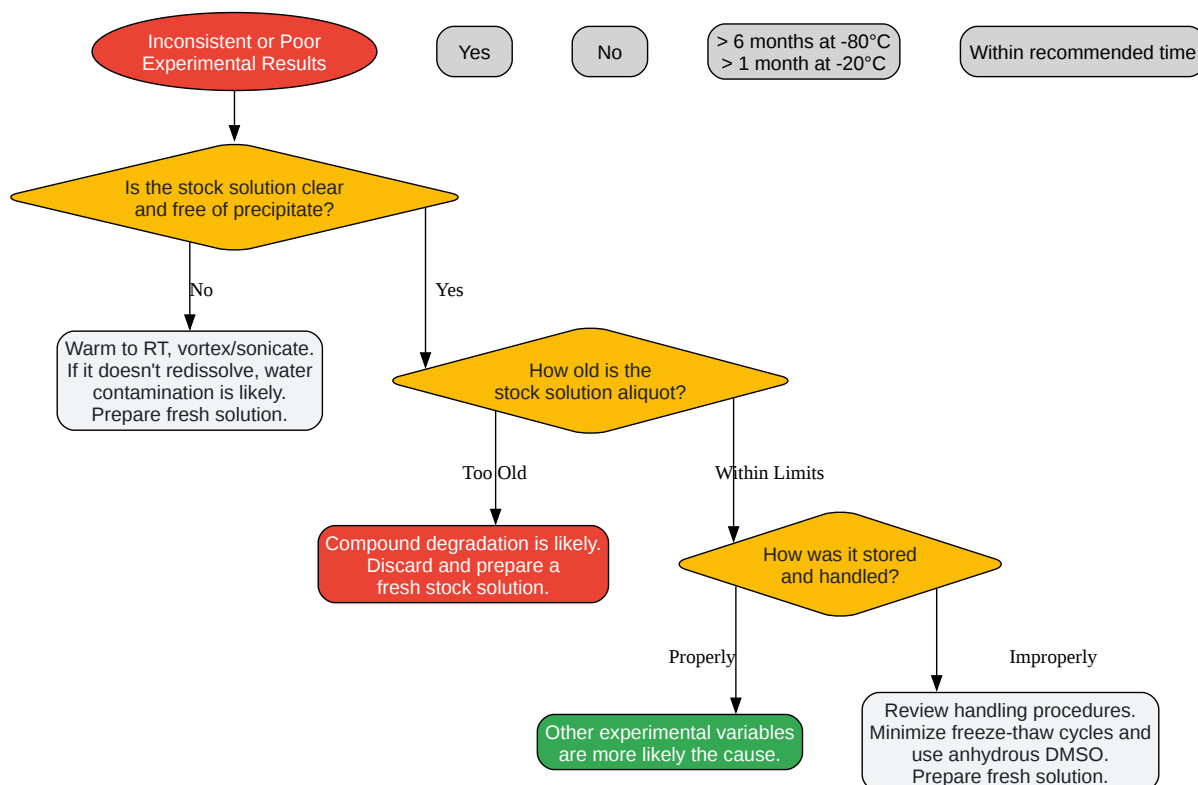 Inconsistent or Poor
Experimental Results
Yes
No
> 6 months at -80°C
> 1 month at -20°C
Within recommended time
Is the stock solution clear
and free of precipitate?
No
Yes
Warm to RT, vortex/sonicate.
If it doesn't redissolve, water
contamination is likely.
Prepare fresh solution.
How old is the
stock solution aliquot?
Too Old
Within Limits
Compound degradation is likely.
Discard and prepare a
fresh stock solution.
How was it stored
and handled?
Properly
Improperly
Other experimental variables
are more likely the cause.
Review handling procedures.
Minimize freeze-thaw cycles and
use anhydrous DMSO.
Prepare fresh solution.